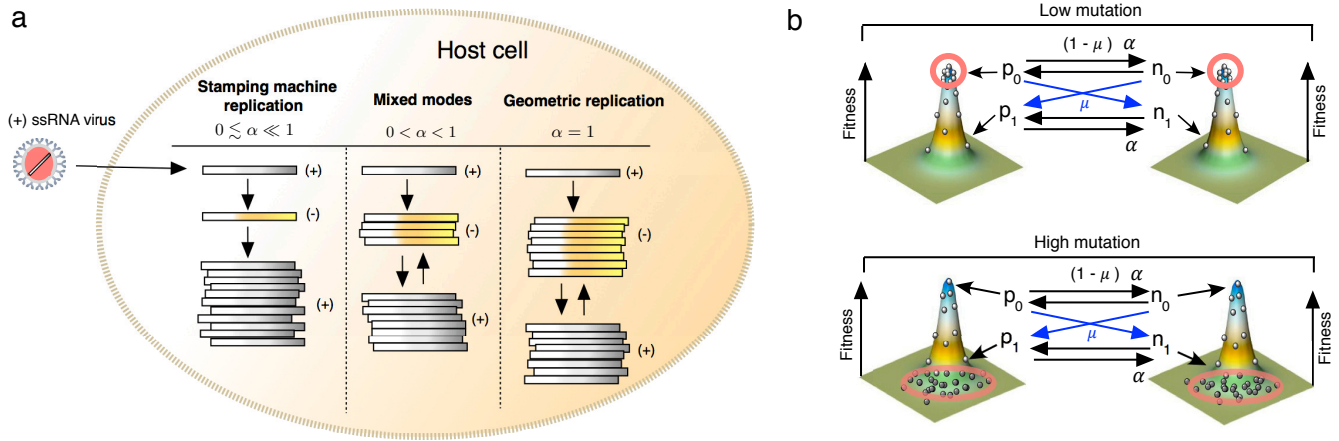 a
Host cell
Stamping machine
replication
0 ≲ α ≪ 1
Mixed modes
0 < α < 1
Geometric replication
α = 1
(+) ssRNA virus
(+)
(-)
(+)
(+)
(-)
(+)
(+)
(-)
(+)
b
Low mutation
Fitness
(1 - μ) α
p0
n0
μ
p1
n1
α
Fitness
High mutation
Fitness
(1 - μ) α
p0
n0
μ
p1
n1
α
Fitness